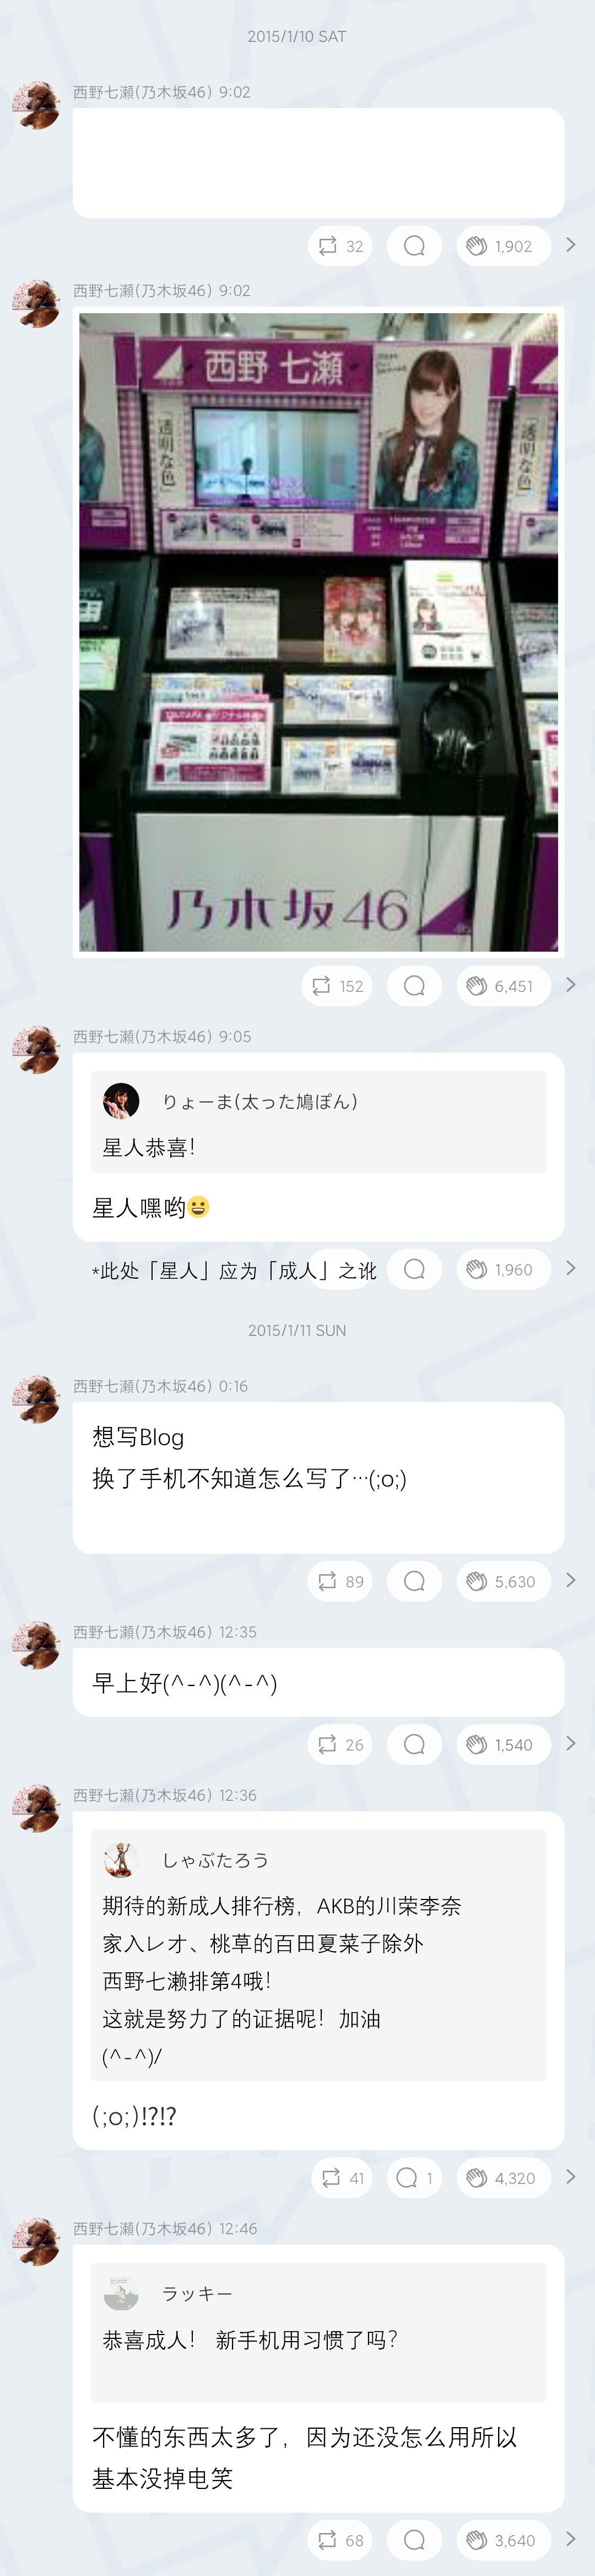 2015/1/10 SAT
西野七瀬(乃木坂46) 9:02
32
1,902
西野七瀬(乃木坂46) 9:02
西野 七瀬
「透明な色」
「透明な色」
乃木坂46
152
6,451
西野七瀬(乃木坂46) 9:05
りょーま(太った鳩ぽん)
星人恭喜！
星人嘿哟😀
*此处「星人」应为「成人」之讹
1,960
2015/1/11 SUN
西野七瀬(乃木坂46) 0:16
想写Blog
换了手机不知道怎么写了…(;o;)
89
5,630
西野七瀬(乃木坂46) 12:35
早上好(^-^)(^-^)
26
1,540
西野七瀬(乃木坂46) 12:36
しゃぶたろう
期待的新成人排行榜，AKB的川荣李奈
家入レオ、桃草的百田夏菜子除外
西野七濑排第4哦！
这就是努力了的证据呢！加油
(^-^)/
(;o;)!?!?
41
1
4,320
西野七瀬(乃木坂46) 12:46
ラッキー
恭喜成人！ 新手机用习惯了吗？
不懂的东西太多了，因为还没怎么用所以
基本没掉电笑
68
3,640